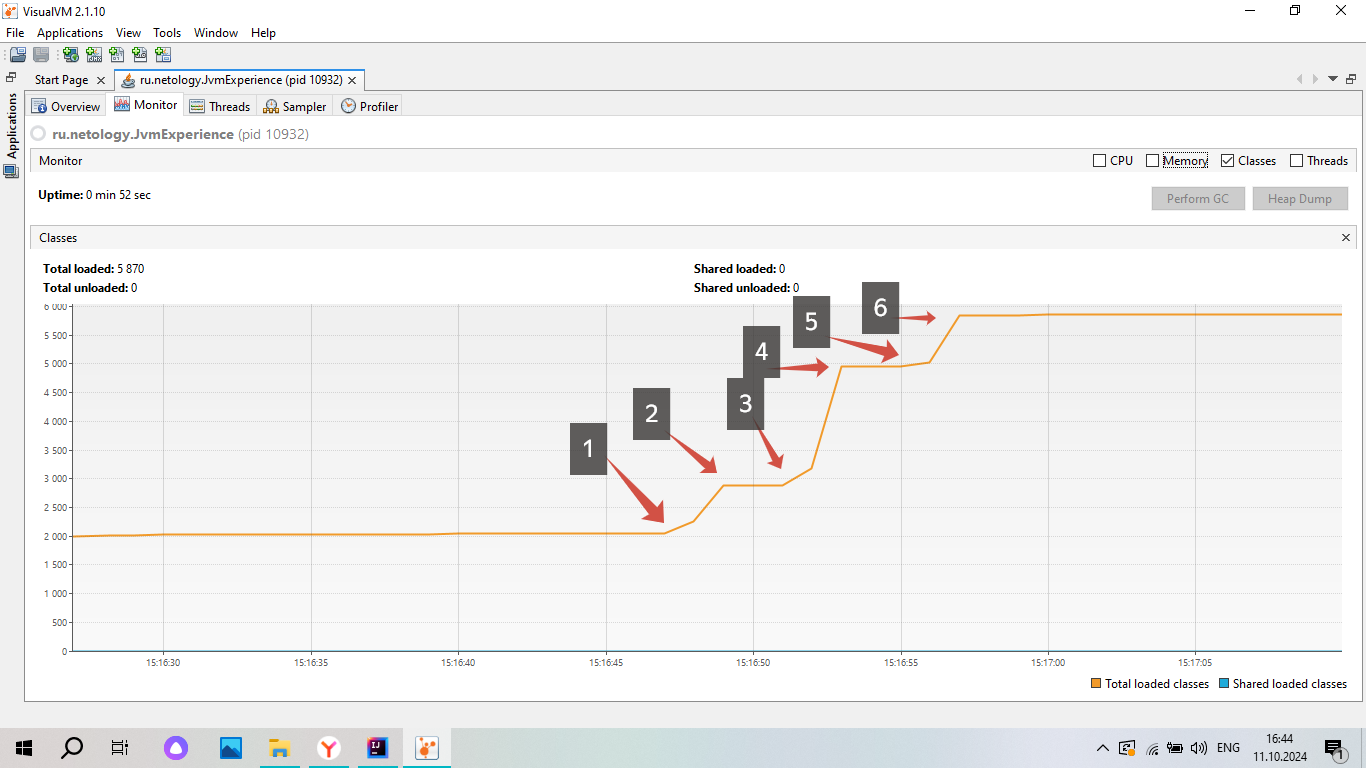 VisualVM 2.1.10
File Applications View Tools Window Help
Start Page ru.netology.JvmExperience (pid 10932)
Applications
Overview Monitor Threads Sampler Profiler
ru.netology.JvmExperience (pid 10932)
Monitor CPU Memory Classes Threads
Uptime: 0 min 52 sec Perform GC Heap Dump
Classes
Total loaded: 5 870 Shared loaded: 0
Total unloaded: 0 Shared unloaded: 0
6 000
5 500
5 000
4 500
4 000
3 500
3 000
2 500
2 000
1 500
1 000
500
0
1
2
3
4
5
6
15:16:30 15:16:35 15:16:40 15:16:45 15:16:50 15:16:55 15:17:00 15:17:05
Total loaded classes Shared loaded classes
IJ
ENG
16:44
11.10.2024
1